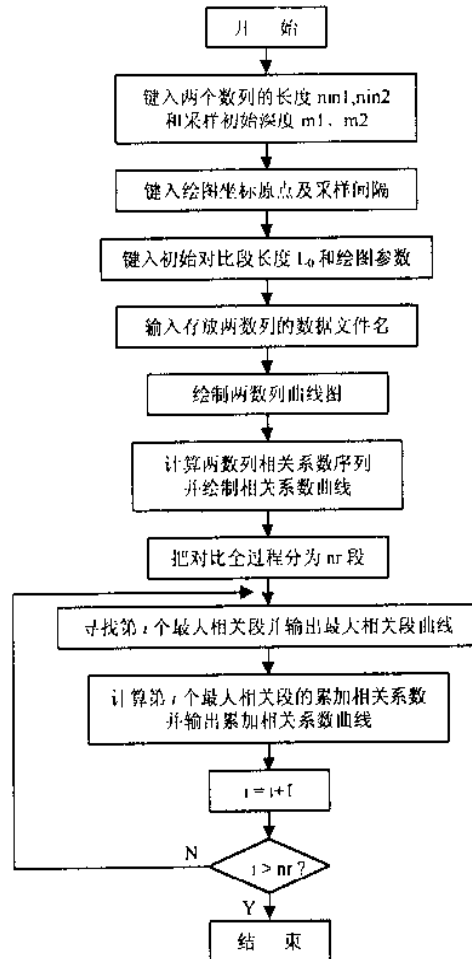 开 始
键入两个数列的长度 nin1,nin2
和采样初始深度 m1、m2
键入绘图坐标原点及采样间隔
键入初始对比段长度 L₀ 和绘图参数
输入存放两数列的数据文件名
绘制两数列曲线图
计算两数列相关系数序列
并绘制相关系数曲线
把对比全过程分为 nr 段
寻找第 i 个最大相关段并输出最大相关段曲线
计算第 i 个最大相关段的累加相关系数
并输出累加相关系数曲线
i = i+1
N
i > nr ?
Y
结 束